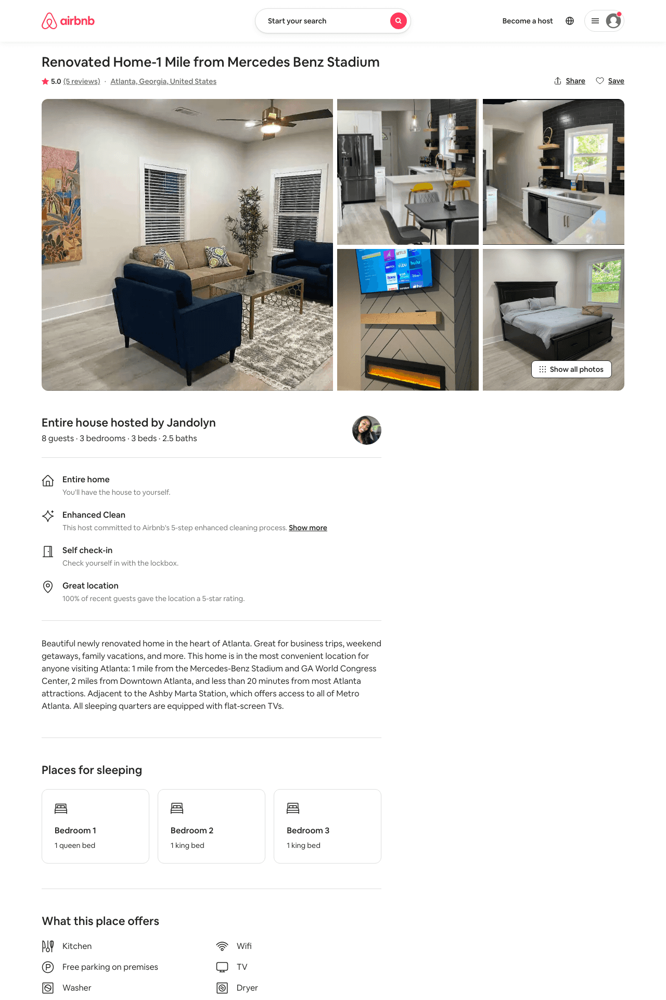 airbnb
Start your search
Become a host
Renovated Home-1 Mile from Mercedes Benz Stadium
5.0 (5 reviews) · Atlanta, Georgia, United States
Share
Save
NETFLIX
VUDU
hulu
Roku
Disney+
Show all photos
Entire house hosted by Jandolyn
8 guests · 3 bedrooms · 3 beds · 2.5 baths
Entire home
You’ll have the house to yourself.
Enhanced Clean
This host committed to Airbnb's 5-step enhanced cleaning process. Show more
Self check-in
Check yourself in with the lockbox.
Great location
100% of recent guests gave the location a 5-star rating.
Beautiful newly renovated home in the heart of Atlanta. Great for business trips, weekend
getaways, family vacations, and more. This home is in the most convenient location for
anyone visiting Atlanta: 1 mile from the Mercedes-Benz Stadium and GA World Congress
Center, 2 miles from Downtown Atlanta, and less than 20 minutes from most Atlanta
attractions. Adjacent to the Ashby Marta Station, which offers access to all of Metro
Atlanta. All sleeping quarters are equipped with flat-screen TVs.
Places for sleeping
Bedroom 1
1 queen bed
Bedroom 2
1 king bed
Bedroom 3
1 king bed
What this place offers
Kitchen
Wifi
Free parking on premises
TV
Washer
Dryer